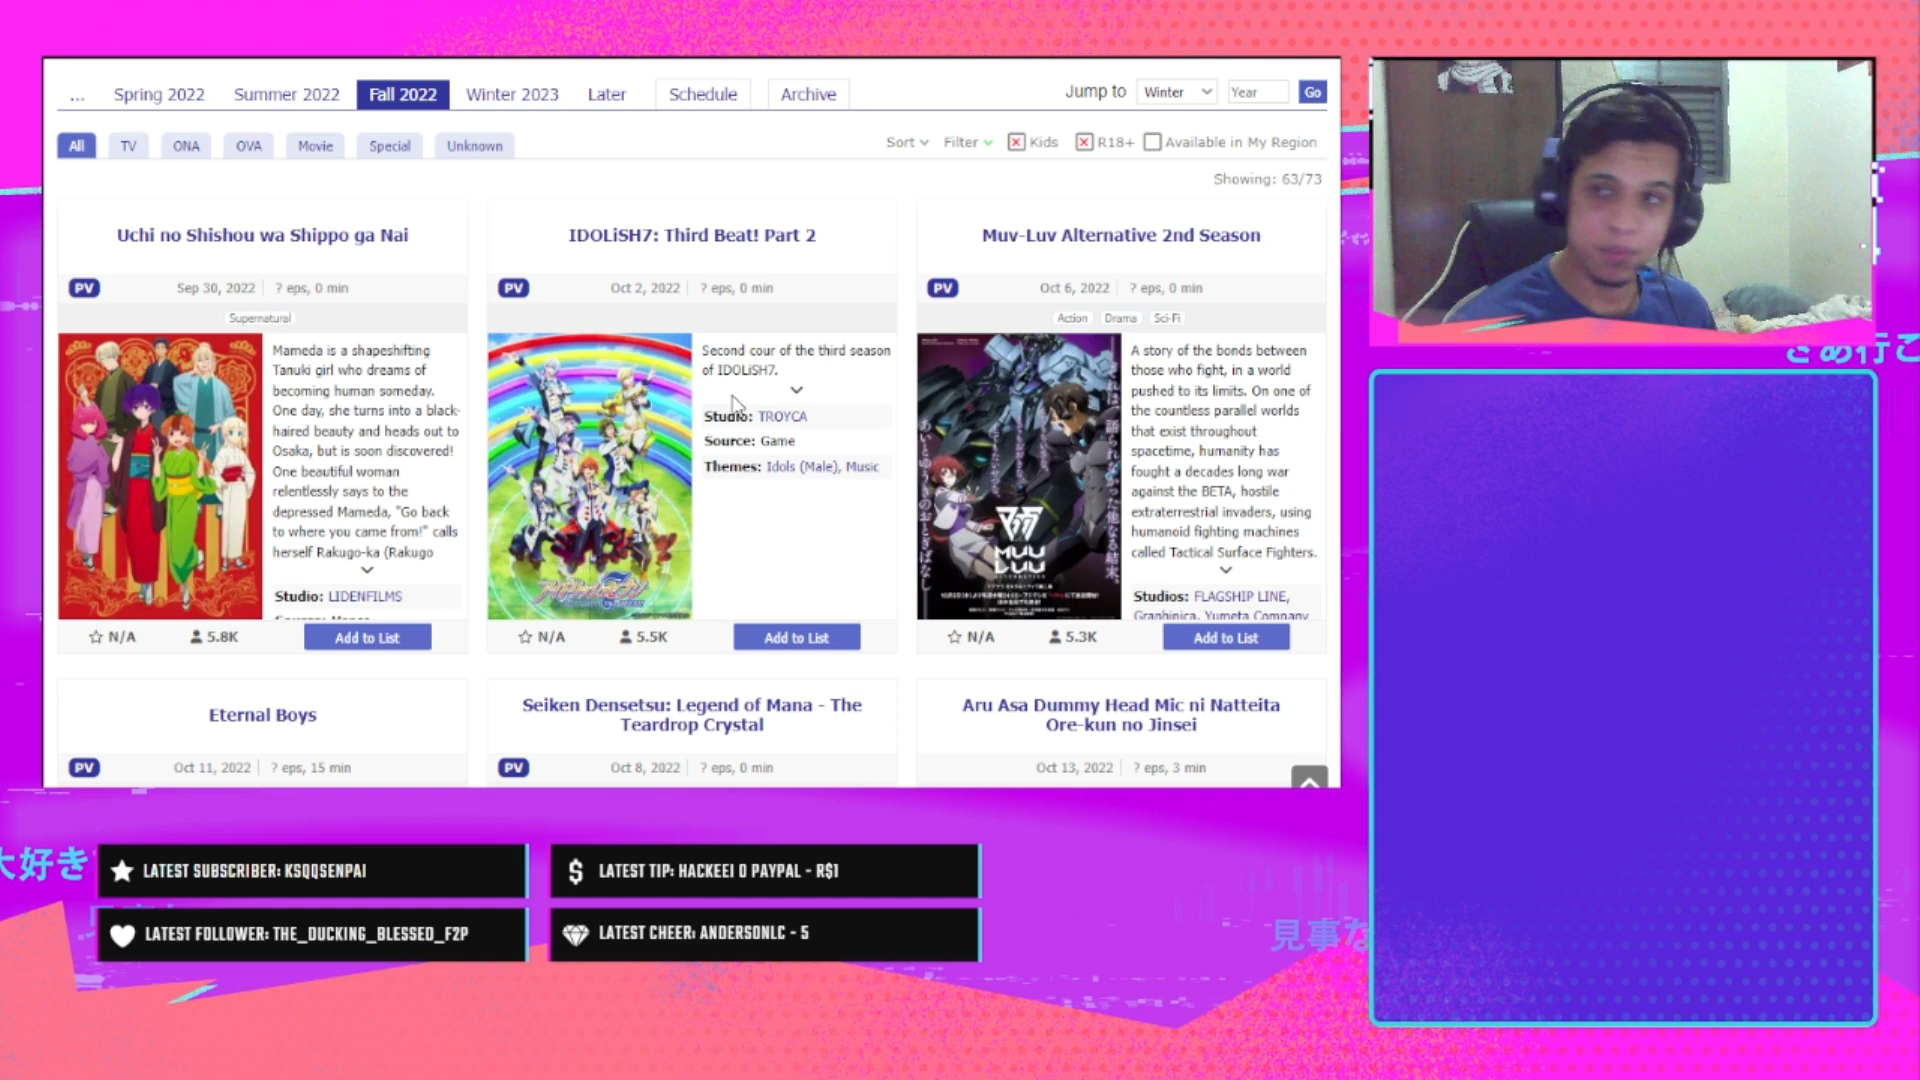 ...
Spring 2022
Summer 2022
Fall 2022
Winter 2023
Later
Schedule
Archive
Jump to
Winter
Year
Go
All
TV
ONA
OVA
Movie
Special
Unknown
Sort
Filter
Kids
R18+
Available in My Region
Showing: 63/73
Uchi no Shishou wa Shippo ga Nai
PV
Sep 30, 2022
? eps, 0 min
Supernatural
Mameda is a shapeshifting
Tanuki girl who dreams of
becoming human someday.
One day, she turns into a black-
haired beauty and heads out to
Osaka, but is soon discovered!
One beautiful woman
relentlessly says to the
depressed Mameda, "Go back
to where you came from!" calls
herself Rakugo-ka (Rakugo
Studio: LIDENFILMS
N/A
5.8K
Add to List
IDOLiSH7: Third Beat! Part 2
PV
Oct 2, 2022
? eps, 0 min
Second cour of the third season
of IDOLiSH7.
Studio: TROYCA
Source: Game
Themes: Idols (Male), Music
N/A
5.5K
Add to List
Muv-Luv Alternative 2nd Season
PV
Oct 6, 2022
? eps, 0 min
Action
Drama
Sci-Fi
A story of the bonds between
those who fight, in a world
pushed to its limits. On one of
the countless parallel worlds
that exist throughout
spacetime, humanity has
fought a decades long war
against the BETA, hostile
extraterrestrial invaders, using
humanoid fighting machines
called Tactical Surface Fighters.
Studios: FLAGSHIP LINE,
Graphinica, Yumeta Company
MUV
LUV
N/A
5.3K
Add to List
Eternal Boys
PV
Oct 11, 2022
? eps, 15 min
Seiken Densetsu: Legend of Mana - The
Teardrop Crystal
PV
Oct 8, 2022
? eps, 0 min
Aru Asa Dummy Head Mic ni Natteita
Ore-kun no Jinsei
Oct 13, 2022
? eps, 3 min
大好き
LATEST SUBSCRIBER: KSQQSENPAI
LATEST TIP: HACKEEI O PAYPAL - R$1
LATEST FOLLOWER: THE_DUCKING_BLESSED_F2P
LATEST CHEER: ANDERSONLC - 5
見事な